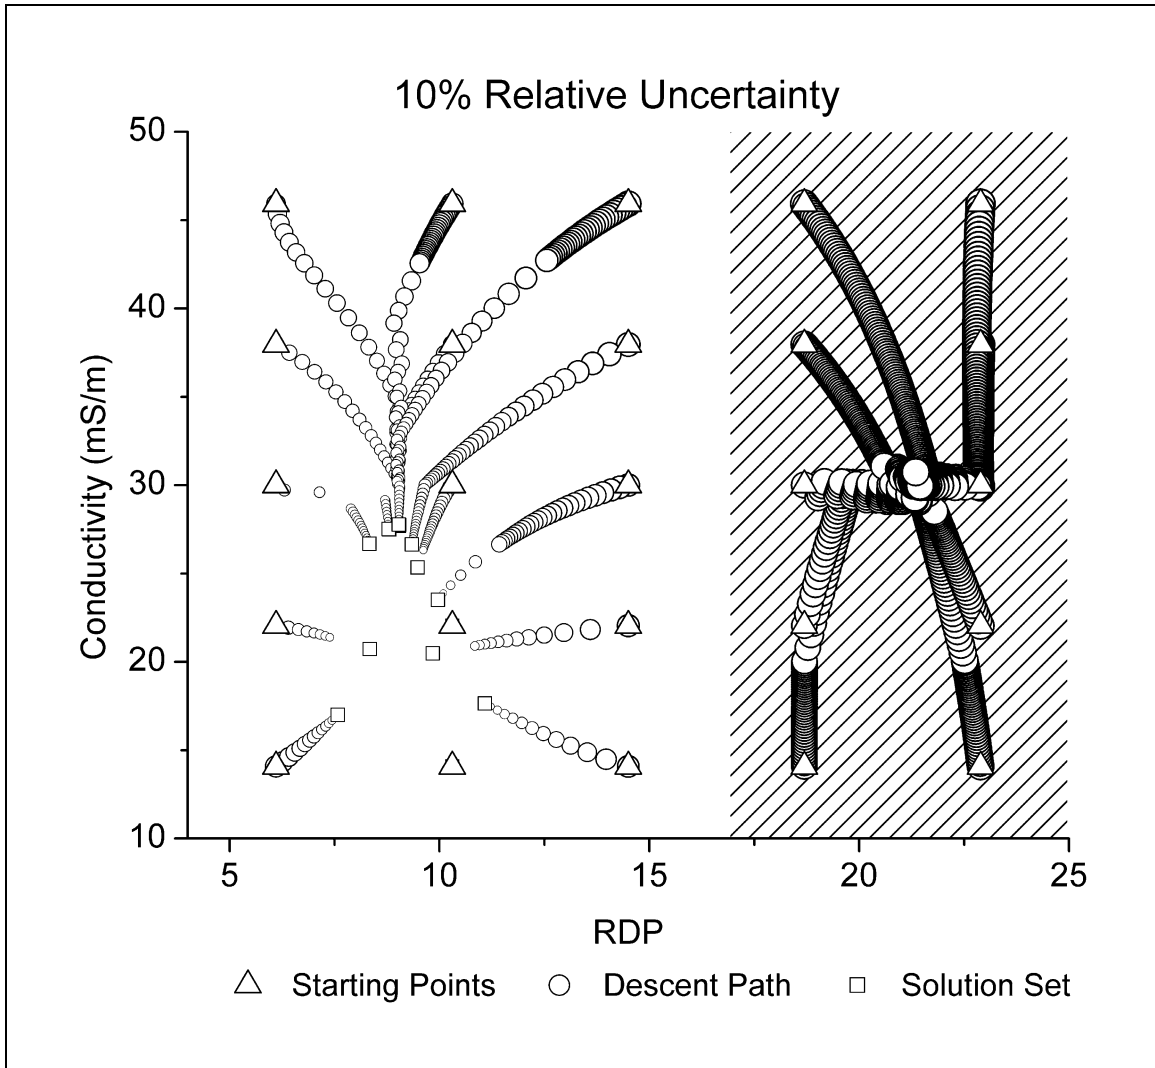 10% Relative Uncertainty
50
40
30
20
10
Conductivity (mS/m)
5 10 15 20 25
RDP
Starting Points Descent Path Solution Set